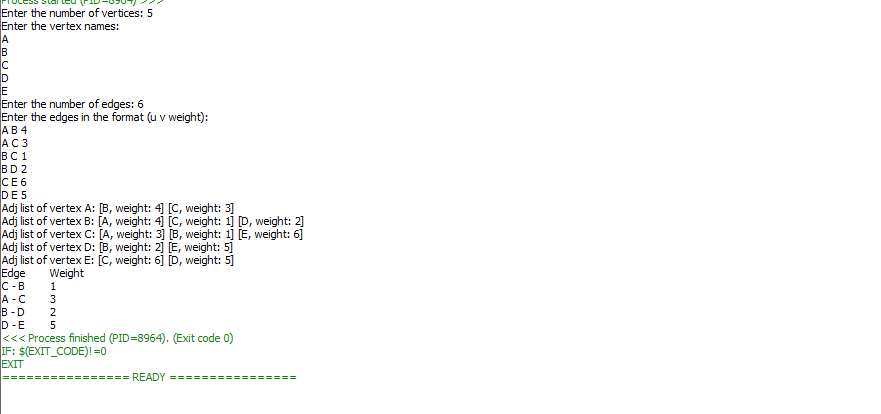 Process started (PID=8964) >>>
Enter the number of vertices: 5
Enter the vertex names:
A
B
C
D
E
Enter the number of edges: 6
Enter the edges in the format (u v weight):
A B 4
A C 3
B C 1
B D 2
C E 6
D E 5
Adj list of vertex A: [B, weight: 4] [C, weight: 3]
Adj list of vertex B: [A, weight: 4] [C, weight: 1] [D, weight: 2]
Adj list of vertex C: [A, weight: 3] [B, weight: 1] [E, weight: 6]
Adj list of vertex D: [B, weight: 2] [E, weight: 5]
Adj list of vertex E: [C, weight: 6] [D, weight: 5]
Edge Weight
C - B 1
A - C 3
B - D 2
D - E 5
<<< Process finished (PID=8964). (Exit code 0)
IF: $(EXIT_CODE)!=0
EXIT
================ READY ================